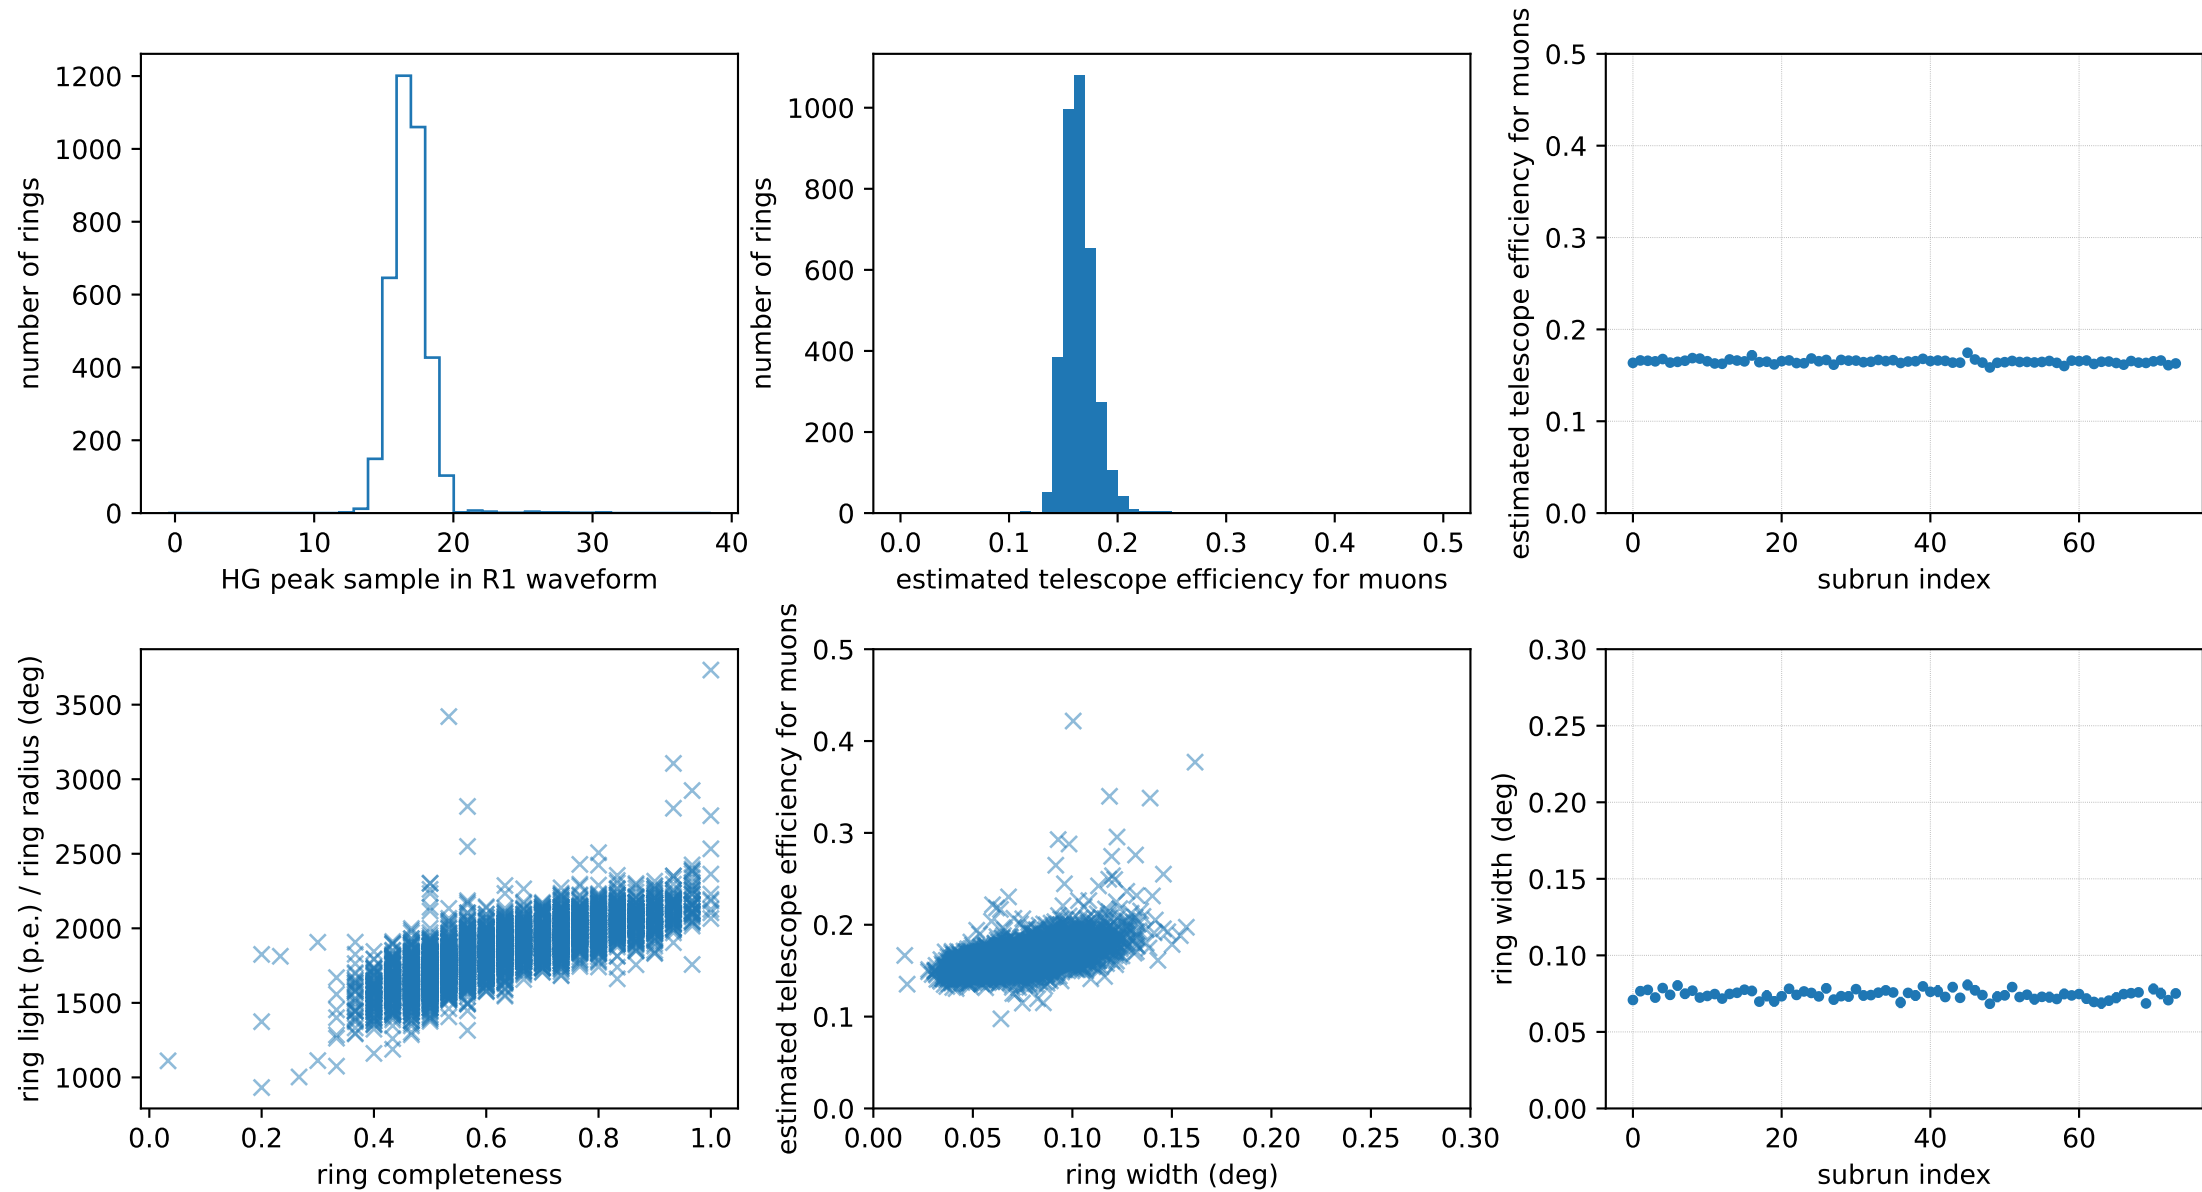 number of rings
1200
1000
800
600
400
200
0
0 10 20 30 40
HG peak sample in R1 waveform
number of rings
1000
800
600
400
200
0
0.0 0.1 0.2 0.3 0.4 0.5
estimated telescope efficiency for muons
estimated telescope efficiency for muons
0.5
0.4
0.3
0.2
0.1
0.0
0 20 40 60
subrun index
ring light (p.e.) / ring radius (deg)
3500
3000
2500
2000
1500
1000
0.0 0.2 0.4 0.6 0.8 1.0
ring completeness
estimated telescope efficiency for muons
0.5
0.4
0.3
0.2
0.1
0.0
0.00 0.05 0.10 0.15 0.20 0.25 0.30
ring width (deg)
ring width (deg)
0.30
0.25
0.20
0.15
0.10
0.05
0.00
0 20 40 60
subrun index